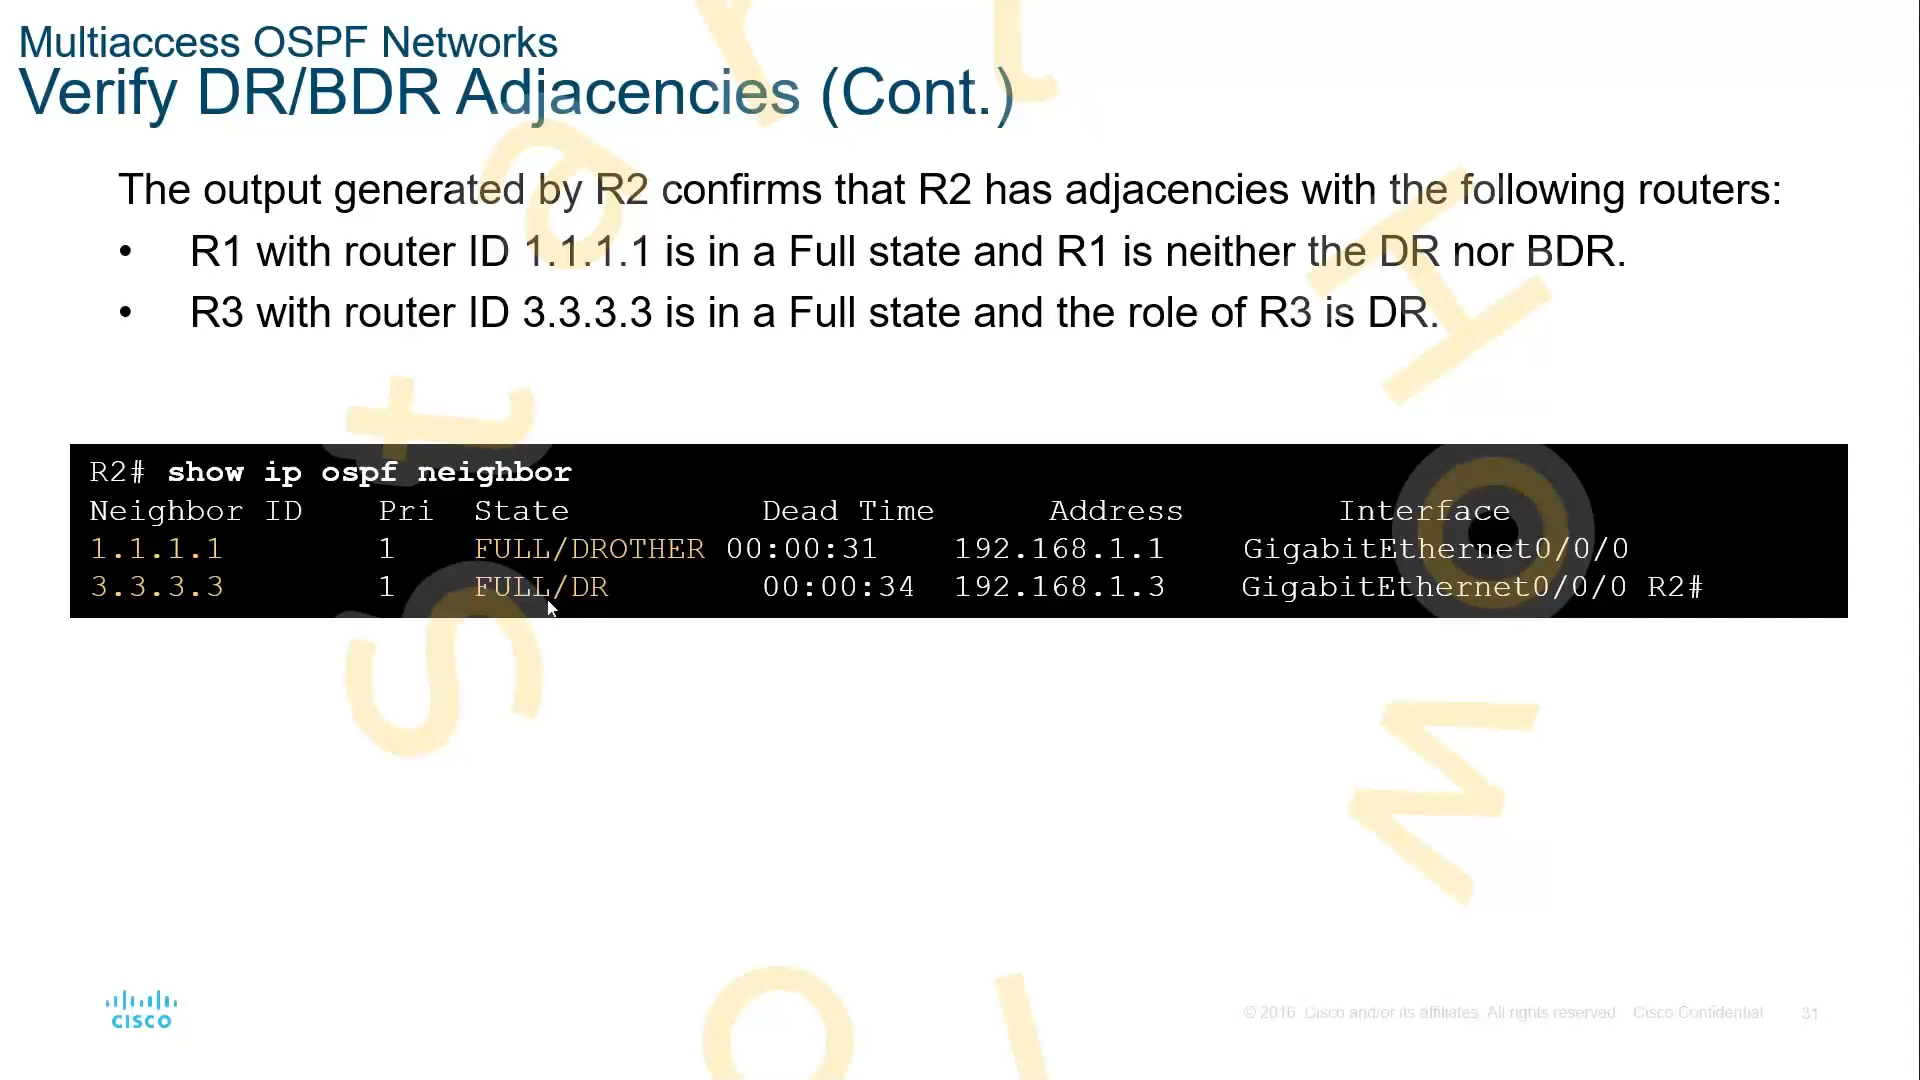 Multiaccess OSPF Networks
Verify DR/BDR Adjacencies (Cont.)
The output generated by R2 confirms that R2 has adjacencies with the following routers:
• R1 with router ID 1.1.1.1 is in a Full state and R1 is neither the DR nor BDR.
• R3 with router ID 3.3.3.3 is in a Full state and the role of R3 is DR.
R2# show ip ospf neighbor
Neighbor ID Pri State Dead Time Address Interface
1.1.1.1 1 FULL/DROTHER 00:00:31 192.168.1.1 GigabitEthernet0/0/0
3.3.3.3 1 FULL/DR 00:00:34 192.168.1.3 GigabitEthernet0/0/0 R2#
CISCO
© 2016 Cisco and/or its affiliates. All rights reserved. Cisco Confidential 31